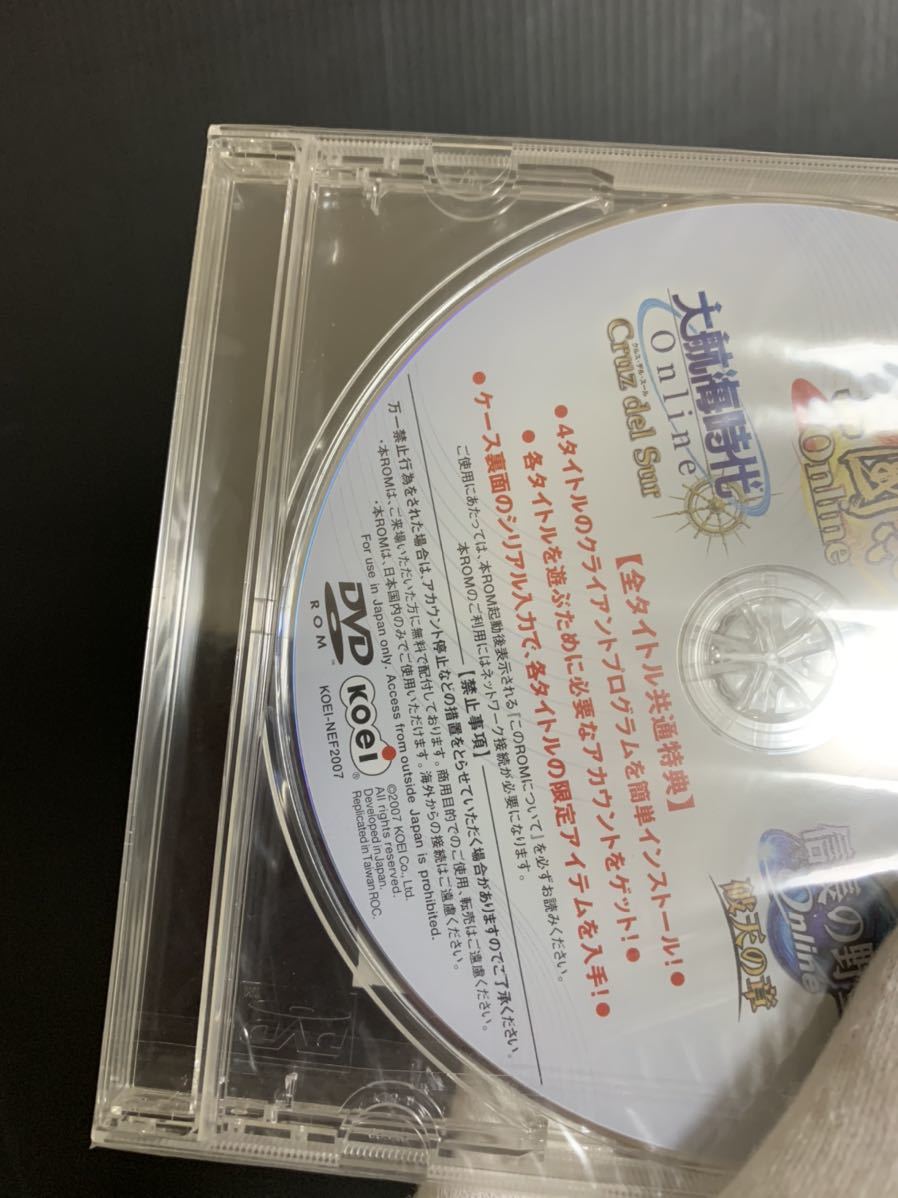 大航海時代
Online
クルス・デル・スール
Cruz del Sur
Online
信長の野
Online
破天の章
【全タイトル共通特典】
●4タイトルのクライアントプログラムを簡単インストール!●
●各タイトルを遊ぶために必要なアカウントをゲット!●
●ケース裏面のシリアル入力で、各タイトルの限定アイテムを入手!●
ご使用にあたっては、本ROM起動後表示される「このROMについて」を必ずお読みください。
本ROMのご利用にはネットワーク接続が必要になります。
【禁止事項】
万一禁止行為をされた場合は、アカウント停止などの措置をとらせていただく場合がありますのでご了承ください。
・本ROMは、ご来場いただいた方に無料で配付しております。商用目的でのご使用、転売はご遠慮ください。
・本ROMは、日本国内のみでご使用いただけます。海外からの接続はご遠慮ください。
For use in Japan only. Access from outside Japan is prohibited.
DVD
ROM
TM
KOEI
®
KOEI-NEF2007
©2007 KOEI Co., Ltd.
All rights reserved.
Developed in Japan.
Replicated in Taiwan ROC.